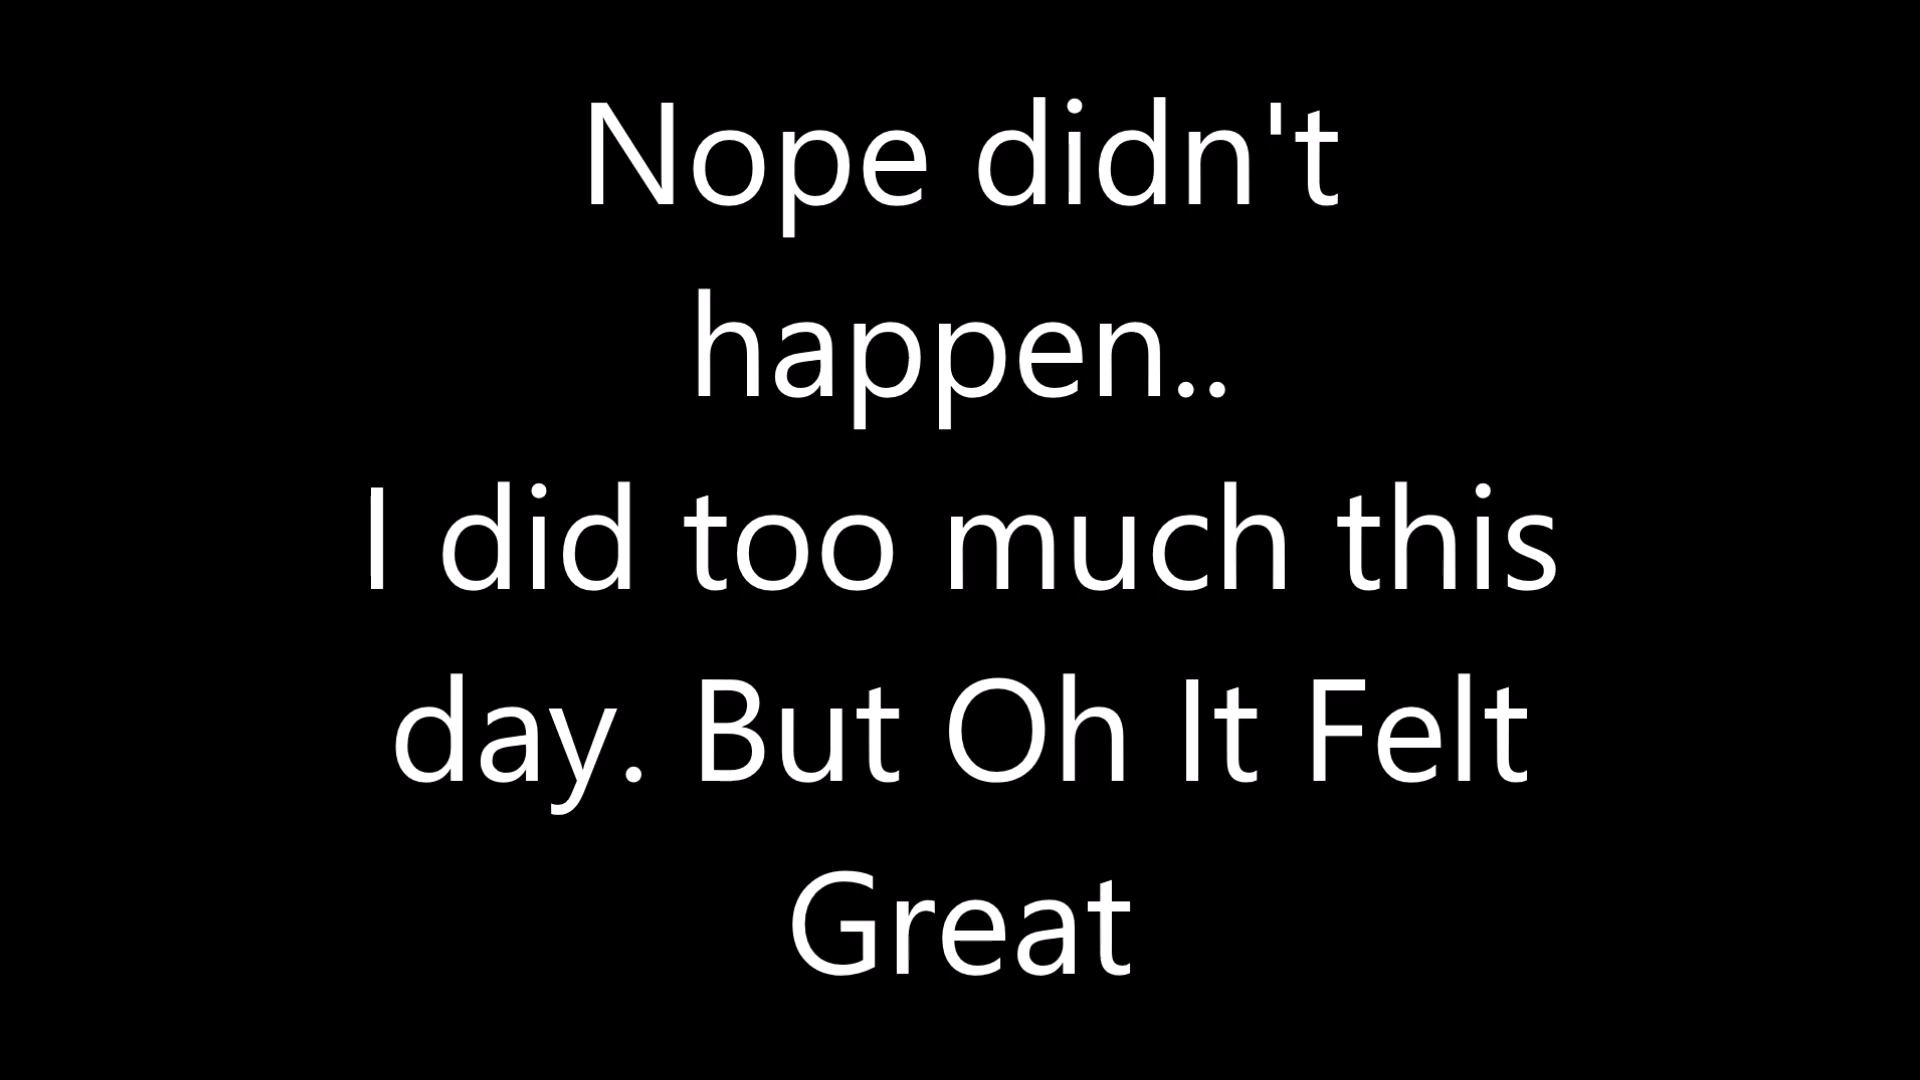 Nope didn't
happen..
I did too much this
day. But Oh It Felt
Great